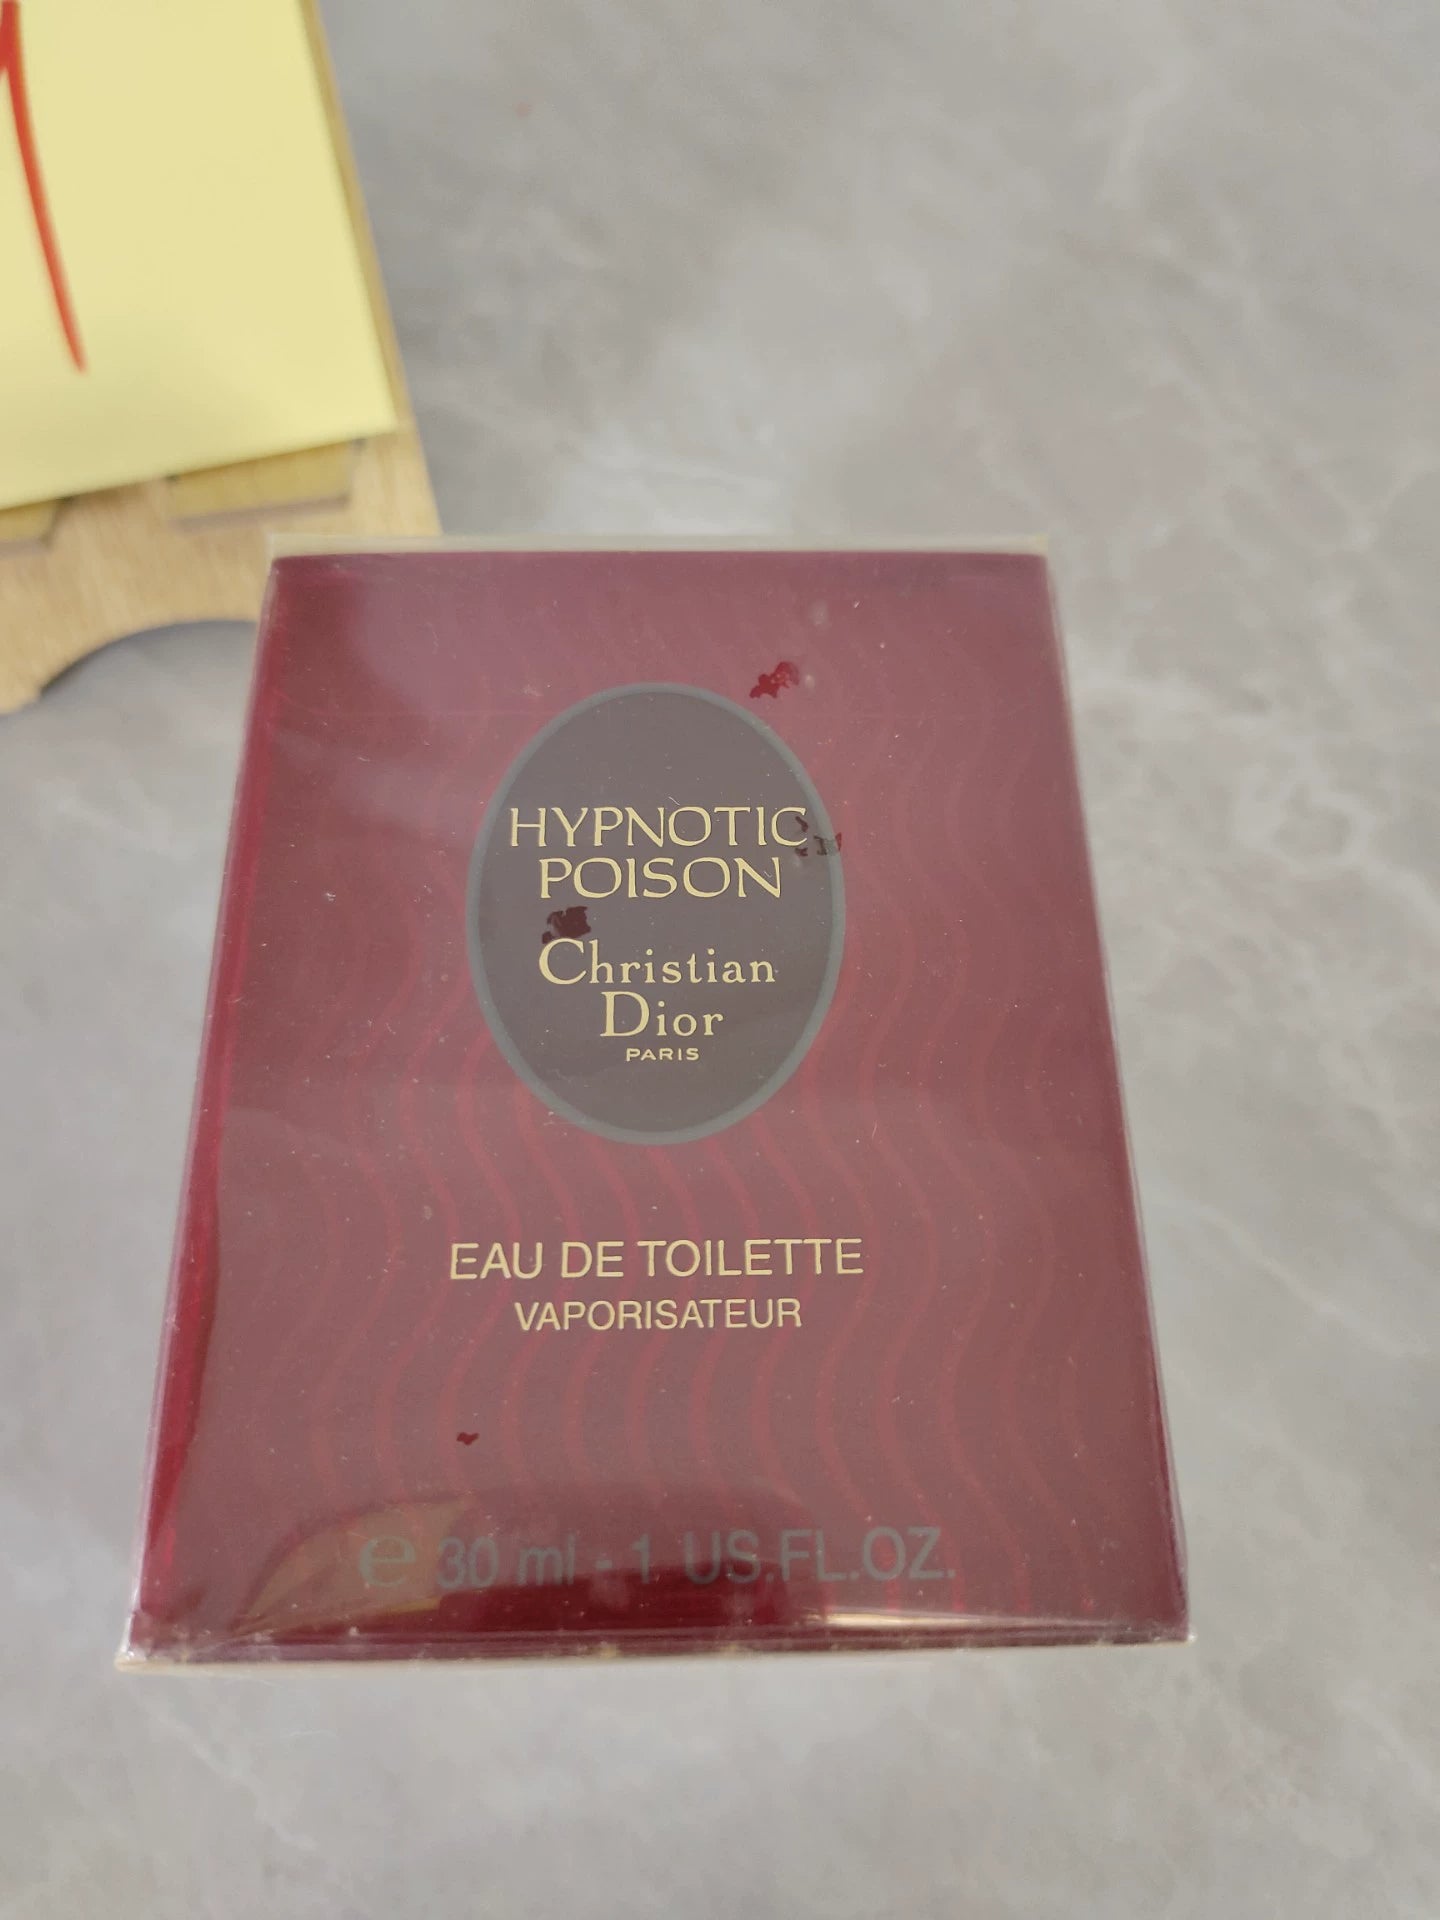 HYPNOTIC
POISON
Christian
Dior
PARIS
EAU DE TOILETTE
VAPORISATEUR
℮ 30 ml - 1 US.FL.OZ.